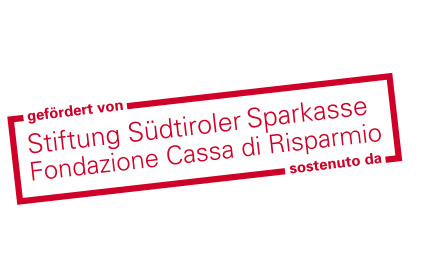 gefördert von
Stiftung Südtiroler Sparkasse
Fondazione Cassa di Risparmio
sostenuto da